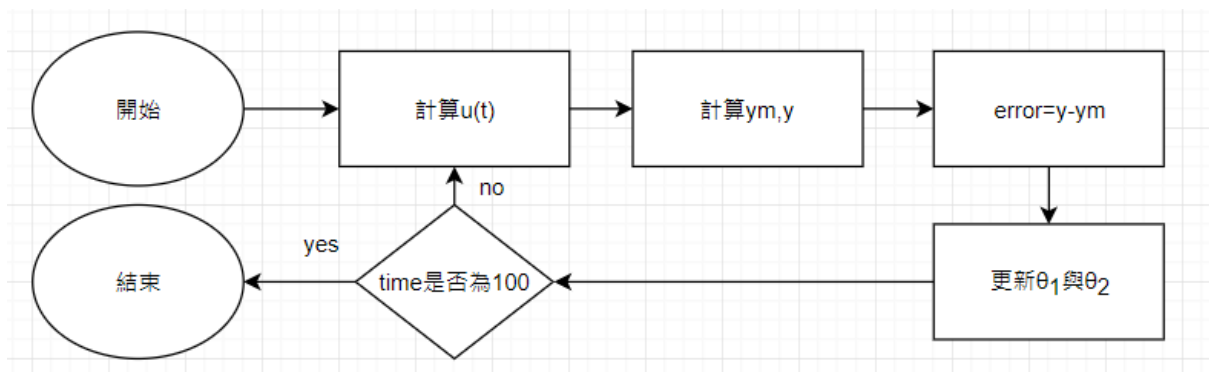 開始
計算u(t)
計算ym,y
error=y-ym
no
yes
結束
time是否為100
更新θ1與θ2